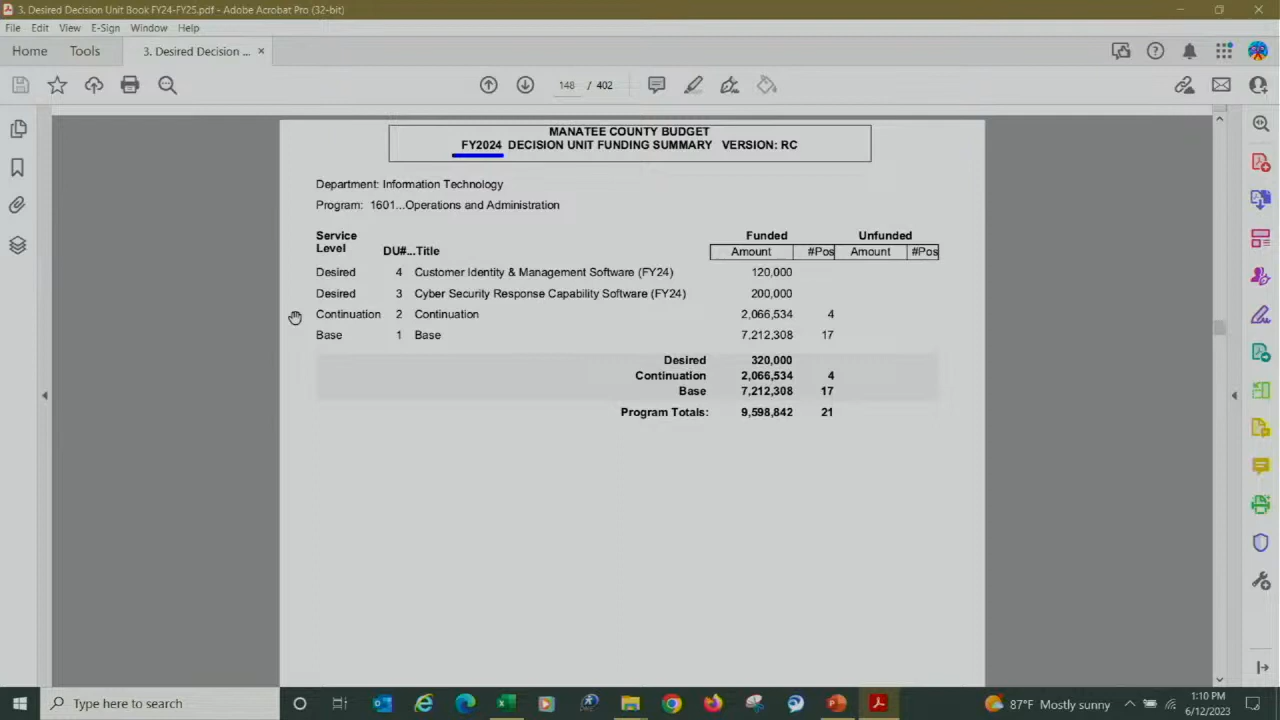 3. Desired Decision Unit Book FY24-FY25.pdf - Adobe Acrobat Pro (32-bit)
File Edit View E-Sign Window Help
Home Tools 3. Desired Decision ... ×
148 / 402
MANATEE COUNTY BUDGET
FY2024 DECISION UNIT FUNDING SUMMARY VERSION: RC
Department: Information Technology
Program: 1601...Operations and Administration
Service Level DU#...Title Funded Unfunded
Amount #Pos Amount #Pos
Desired 4 Customer Identity & Management Software (FY24) 120,000
Desired 3 Cyber Security Response Capability Software (FY24) 200,000
Continuation 2 Continuation 2,066,534 4
Base 1 Base 7,212,308 17
Desired 320,000
Continuation 2,066,534 4
Base 7,212,308 17
Program Totals: 9,598,842 21
Type here to search
87°F Mostly sunny
1:10 PM
6/12/2023